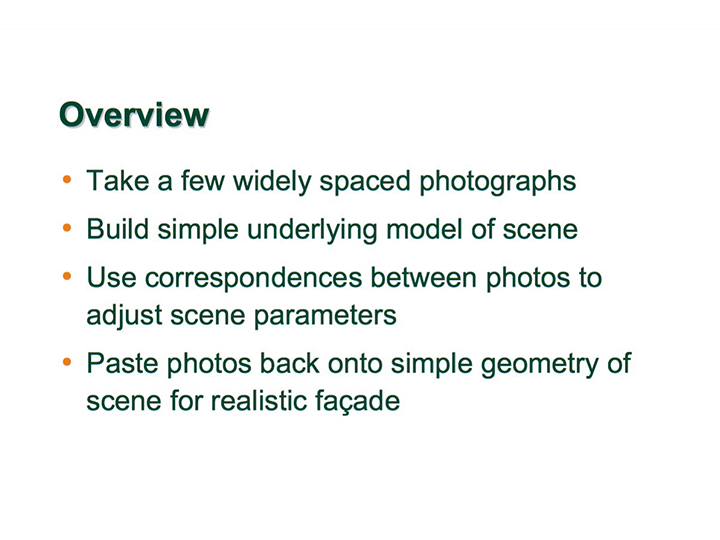 Overview
• Take a few widely spaced photographs
• Build simple underlying model of scene
• Use correspondences between photos to
adjust scene parameters
• Paste photos back onto simple geometry of
scene for realistic façade